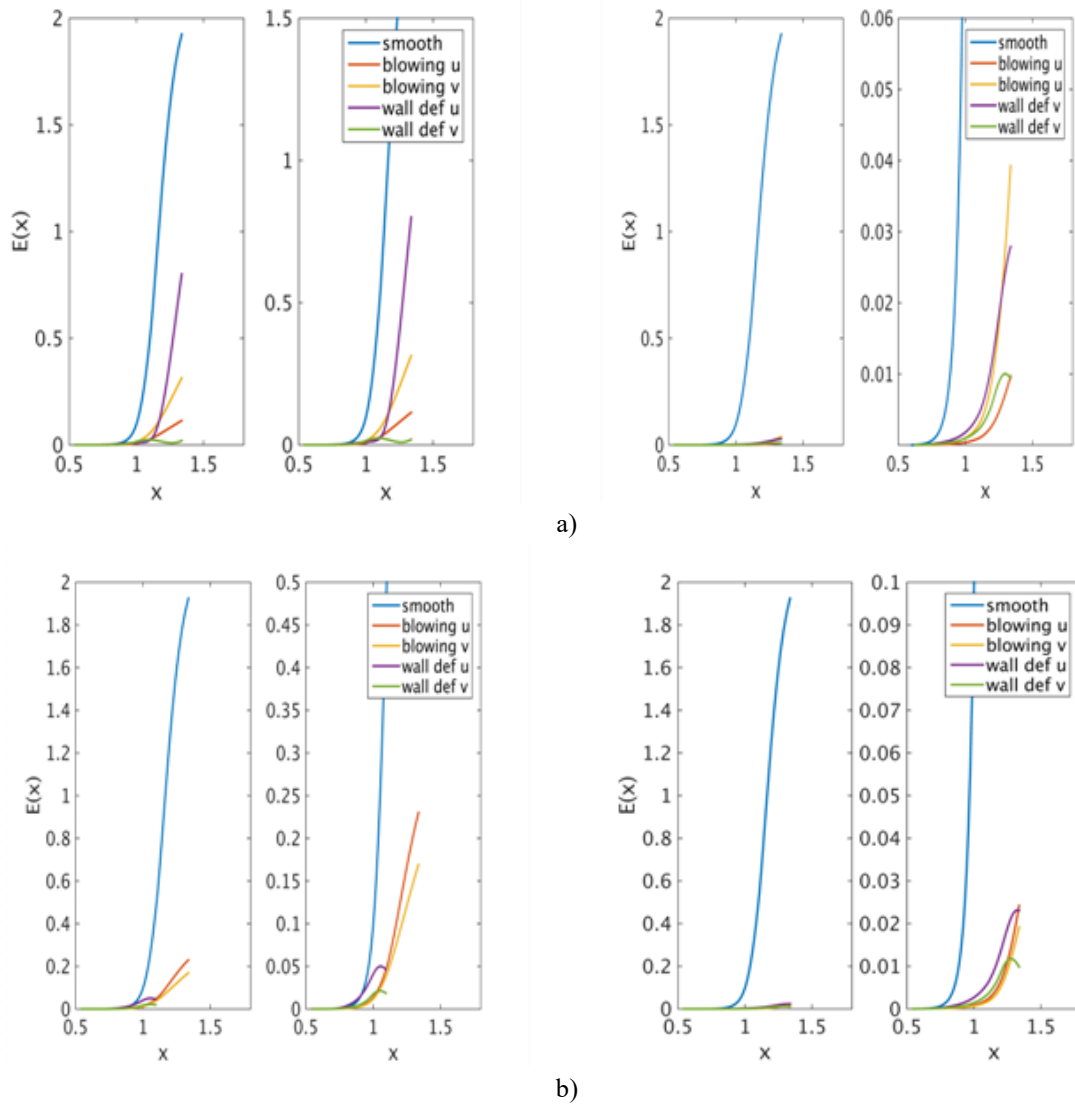 2
1.5
1
0.5
0
E(x)
0.5
1
1.5
x
1.5
1
0.5
0
0.5
1
1.5
x
smooth
blowing u
blowing v
wall def u
wall def v
2
1.5
1
0.5
0
E(x)
0.5
1
1.5
x
0.06
0.05
0.04
0.03
0.02
0.01
0.5
1
1.5
x
smooth
blowing u
blowing u
wall def v
wall def v
a)
2
1.8
1.6
1.4
1.2
1
0.8
0.6
0.4
0.2
0
E(x)
0.5
1
1.5
x
0.5
0.45
0.4
0.35
0.3
0.25
0.2
0.15
0.1
0.05
0
0.5
1
1.5
x
smooth
blowing u
blowing v
wall def u
wall def v
2
1.8
1.6
1.4
1.2
1
0.8
0.6
0.4
0.2
0
E(x)
0.5
1
1.5
x
0.1
0.09
0.08
0.07
0.06
0.05
0.04
0.03
0.02
0.01
0
0.5
1
1.5
x
smooth
blowing u
blowing v
wall def u
wall def v
b)